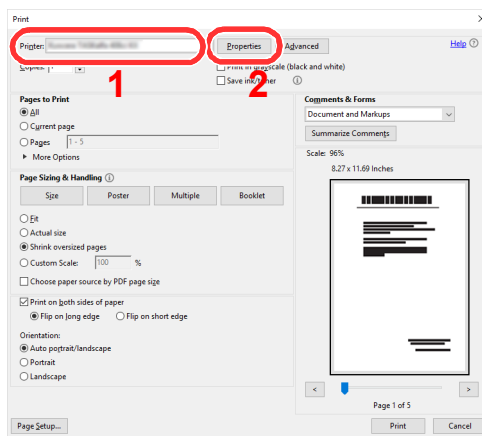 Print
Printer:
Properties
Advanced
Help
Copies:
Print in grayscale (black and white)
Save ink/toner
1
2
Pages to Print
All
Current page
Pages 1 - 5
More Options
Page Sizing & Handling
Size Poster Multiple Booklet
Fit
Actual size
Shrink oversized pages
Custom Scale: 100 %
Choose paper source by PDF page size
Print on both sides of paper
Flip on long edge Flip on short edge
Orientation:
Auto portrait/landscape
Portrait
Landscape
Comments & Forms
Document and Markups
Summarize Comments
Scale: 96%
8.27 x 11.69 Inches
< >
Page 1 of 5
Page Setup...
Print Cancel